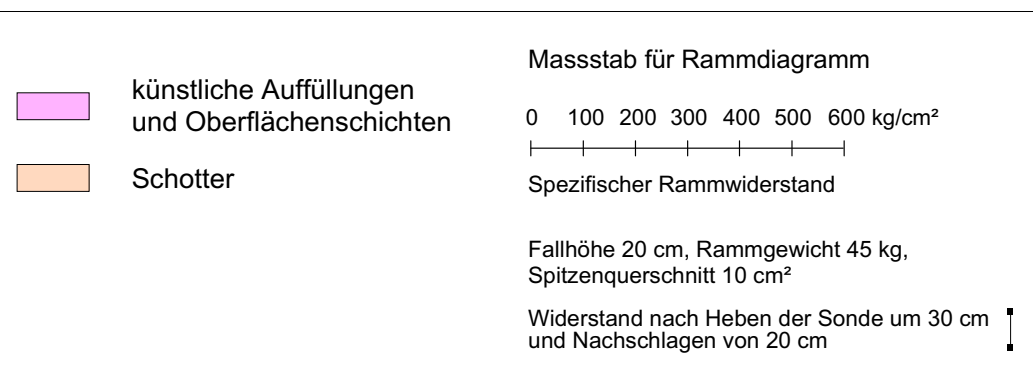 künstliche Auffüllungen
und Oberflächenschichten
Schotter
Massstab für Rammdiagramm
0 100 200 300 400 500 600 kg/cm²
Spezifischer Rammwiderstand
Fallhöhe 20 cm, Rammgewicht 45 kg,
Spitzenquerschnitt 10 cm²
Widerstand nach Heben der Sonde um 30 cm
und Nachschlagen von 20 cm